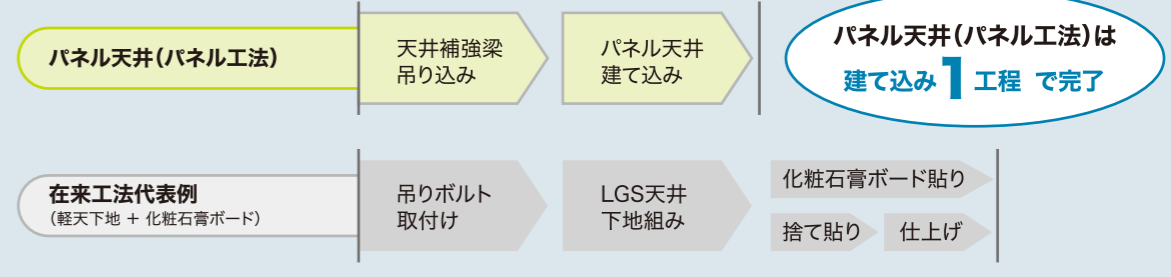 パネル天井(パネル工法)
天井補強梁
吊り込み
パネル天井
建て込み
パネル天井(パネル工法)は
建て込み1工程 で完了
在来工法代表例
(軽天下地 + 化粧石膏ボード)
吊りボルト
取付け
LGS天井
下地組み
化粧石膏ボード貼り
捨て貼り
仕上げ